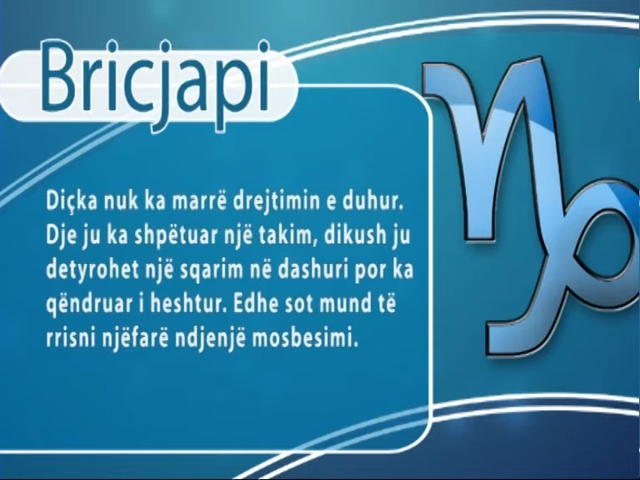 Bricjapi
Diçka nuk ka marrë drejtimin e duhur.
Dje ju ka shpëtuar një takim, dikush ju
detyrohet një sqarim në dashuri por ka
qëndruar i heshtur. Edhe sot mund të
rrisni njëfarë ndjenjë mosbesimi.